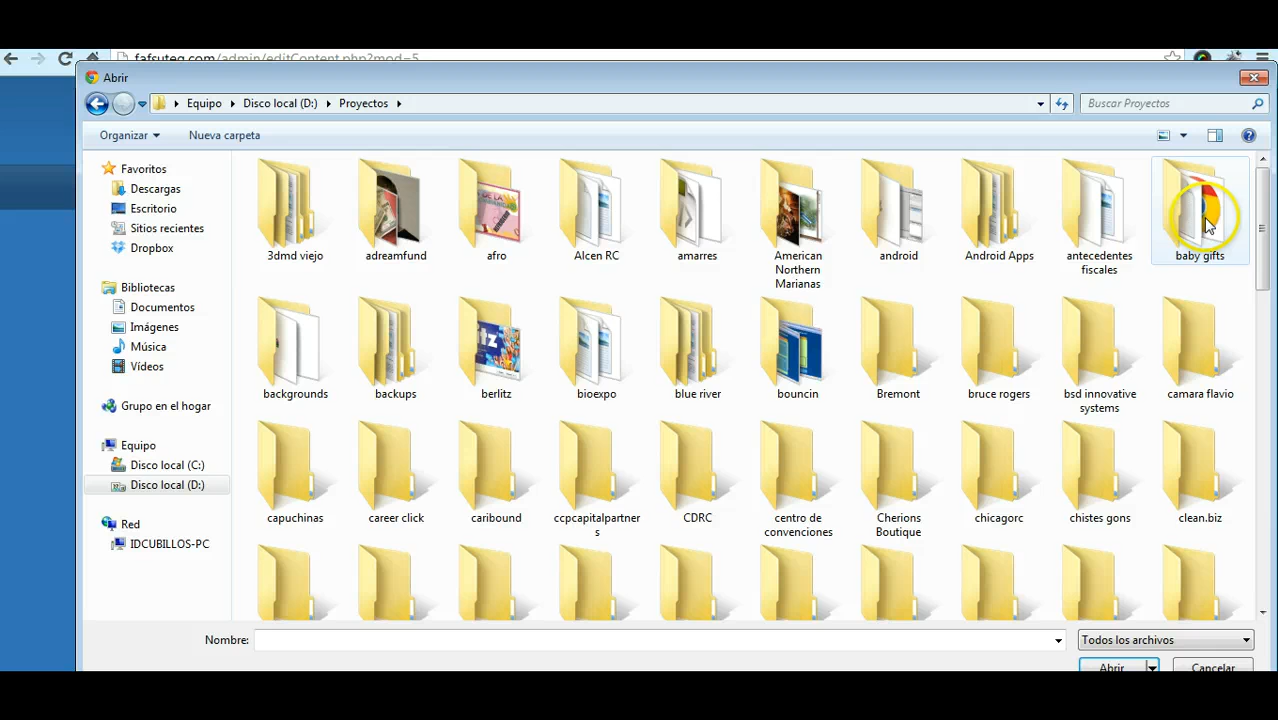 fafsuteq.com/admin/editContent.php?mod=5
Abrir
Equipo Disco local (D:) Proyectos
Buscar Proyectos
Organizar Nueva carpeta
Favoritos
Descargas
Escritorio
Sitios recientes
Dropbox
Bibliotecas
Documentos
Imágenes
Música
Vídeos
Grupo en el hogar
Equipo
Disco local (C:)
Disco local (D:)
Red
IDCUBILLOS-PC
3dmd viejo
adreamfund
afro
Alcen RC
amarres
American
Northern
Marianas
android
Android Apps
antecedentes
fiscales
baby gifts
backgrounds
backups
berlitz
bioexpo
blue river
bouncin
Bremont
bruce rogers
bsd innovative
systems
camara flavio
capuchinas
career click
caribound
ccpcapitalpartner
s
CDRC
centro de
convenciones
Cherions
Boutique
chicagorc
chistes gons
clean.biz
Nombre:
Todos los archivos
Abrir
Cancelar